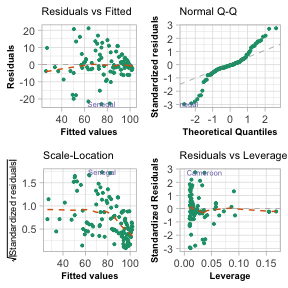 Residuals vs Fitted
Residuals
20
10
0
-10
-20
Senegal
40
60
80
100
Fitted values
Normal Q-Q
Standardized residuals
3
2
1
0
-1
-2
-2
-1
0
1
2
Theoretical Quantiles
Scale-Location
√|Standardized residuals|
1.5
1.0
0.5
Senegal
40
60
80
100
Fitted values
Residuals vs Leverage
Standardized Residuals
3
2
1
0
-1
-2
-3
Cameroon
0.00
0.05
0.10
0.15
Leverage